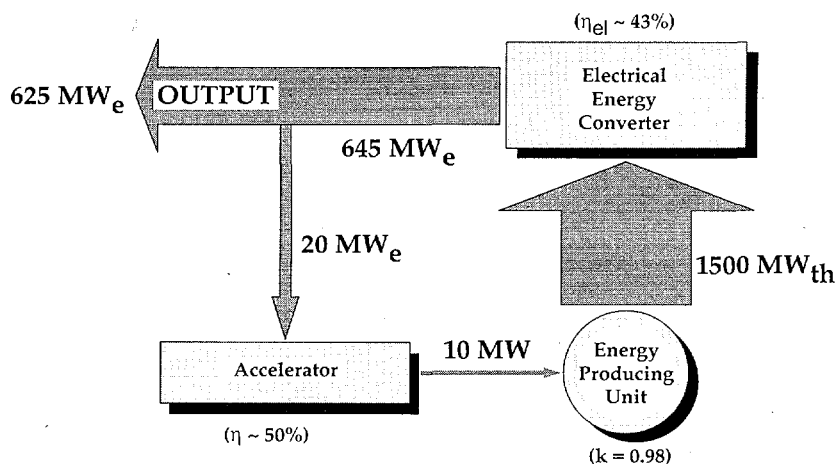 (ηel ~ 43%)
Electrical
Energy
Converter
625 MWe
OUTPUT
645 MWe
20 MWe
1500 MWth
Accelerator
(η ~ 50%)
10 MW
Energy
Producing
Unit
(k = 0.98)